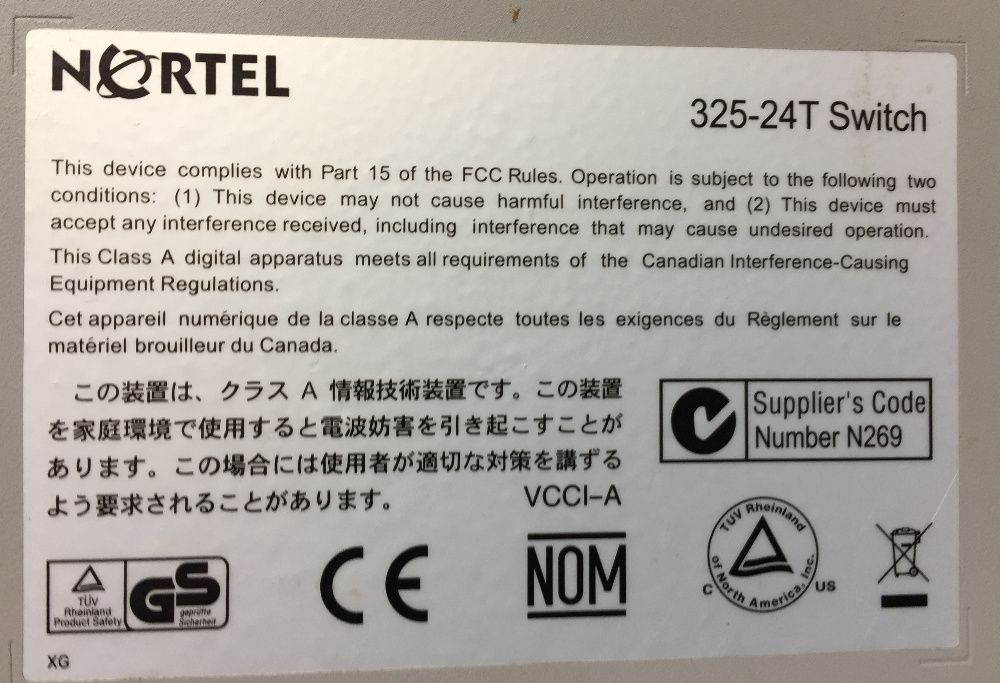 NORTEL
325-24T Switch
This device complies with Part 15 of the FCC Rules. Operation is subject to the following two
conditions: (1) This device may not cause harmful interference, and (2) This device must
accept any interference received, including interference that may cause undesired operation.
This Class A digital apparatus meets all requirements of the Canadian Interference-Causing
Equipment Regulations.
Cet appareil numérique de la classe A respecte toutes les exigences du Règlement sur le
matériel brouilleur du Canada.
この装置は、クラス A 情報技術装置です。この装置
を家庭環境で使用すると電波妨害を引き起こすことが
あります。この場合には使用者が適切な対策を講ずる
よう要求されることがあります。
VCCI-A
Supplier's Code
Number N269
TÜV
Rheinland
Product Safety
GS
geprüfte
Sicherheit
CE
NOM
TÜV Rheinland
of North America, Inc.
C US
XG